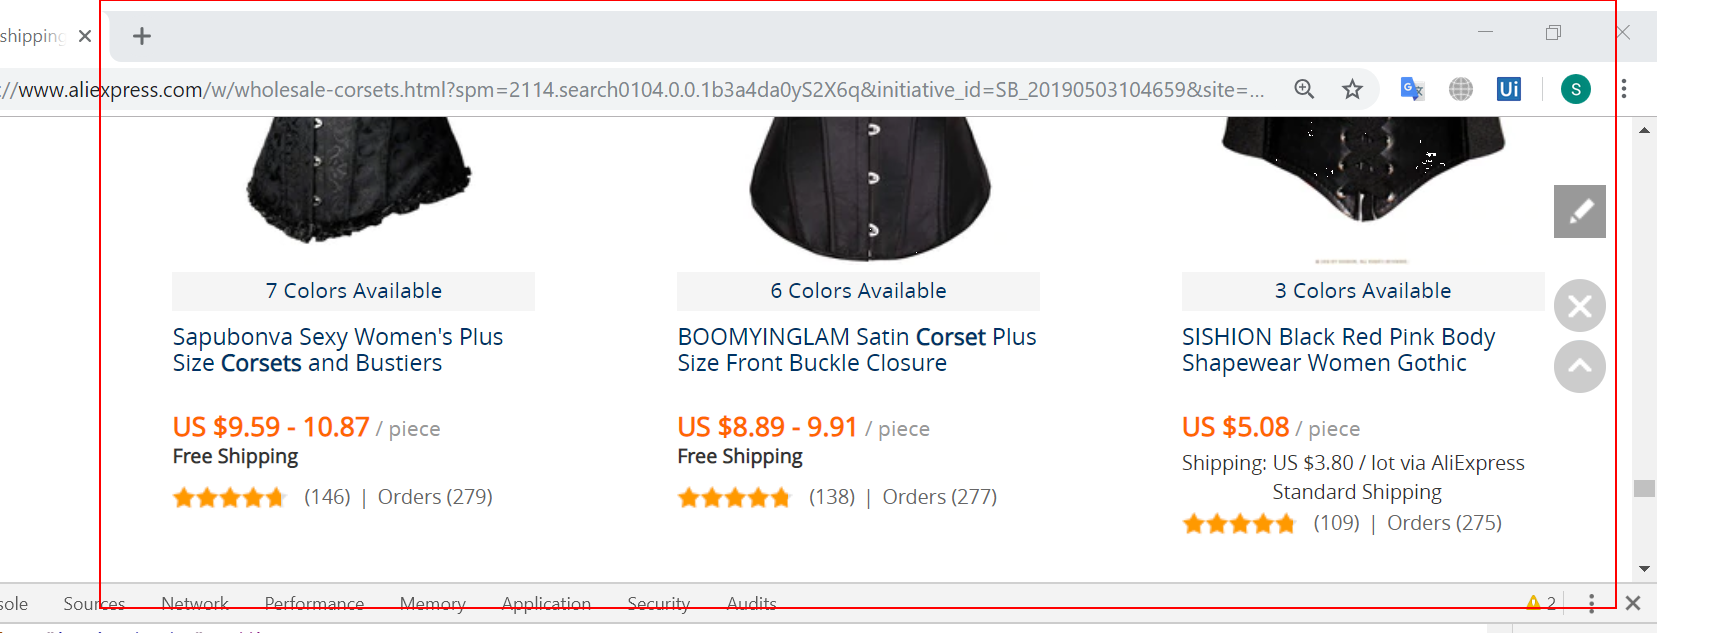 shipping
://www.aliexpress.com/w/wholesale-corsets.html?spm=2114.search0104.0.0.1b3a4da0yS2X6q&initiative_id=SB_20190503104659&site=...
G
Ui
S
7 Colors Available
Sapubonva Sexy Women's Plus
Size Corsets and Bustiers
US $9.59 - 10.87 / piece
Free Shipping
(146) | Orders (279)
6 Colors Available
BOOMYINGLAM Satin Corset Plus
Size Front Buckle Closure
US $8.89 - 9.91 / piece
Free Shipping
(138) | Orders (277)
3 Colors Available
SISHION Black Red Pink Body
Shapewear Women Gothic
US $5.08 / piece
Shipping: US $3.80 / lot via AliExpress
Standard Shipping
(109) | Orders (275)
sole Sources Network Performance Memory Application Security Audits 2